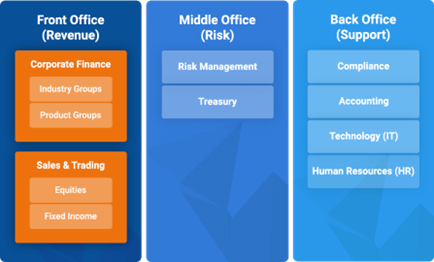 Front Office
(Revenue)
Corporate Finance
Industry Groups
Product Groups
Sales & Trading
Equities
Fixed Income
Middle Office
(Risk)
Risk Management
Treasury
Back Office
(Support)
Compliance
Accounting
Technology (IT)
Human Resources (HR)